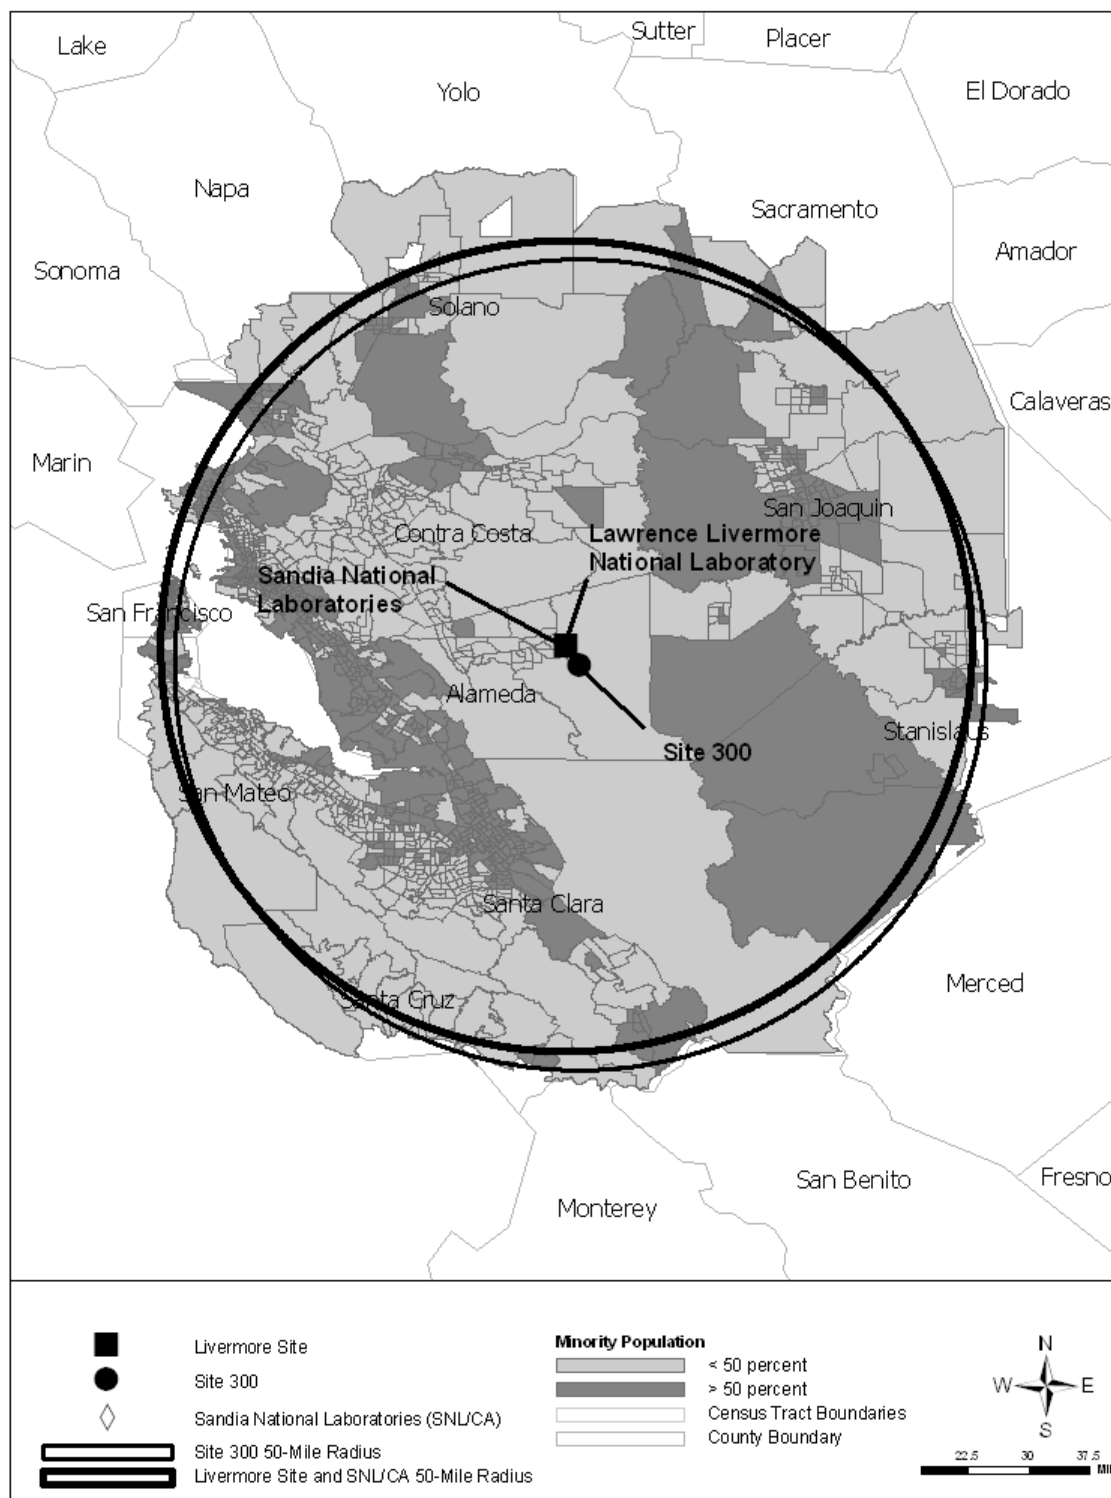 Lake
Sutter
Placer
Yolo
El Dorado
Napa
Sacramento
Sonoma
Amador
Solano
Calaveras
Marin
San Joaquin
Contra Costa
Lawrence Livermore
National Laboratory
Sandia National
Laboratories
San Francisco
Alameda
Stanislaus
Site 300
San Mateo
Santa Clara
Merced
Santa Cruz
San Benito
Fresno
Monterey
Livermore Site
Site 300
Sandia National Laboratories (SNL/CA)
Site 300 50-Mile Radius
Livermore Site and SNL/CA 50-Mile Radius
Minority Population
< 50 percent
> 50 percent
Census Tract Boundaries
County Boundary
N
W E
S
22.5 30 37.5